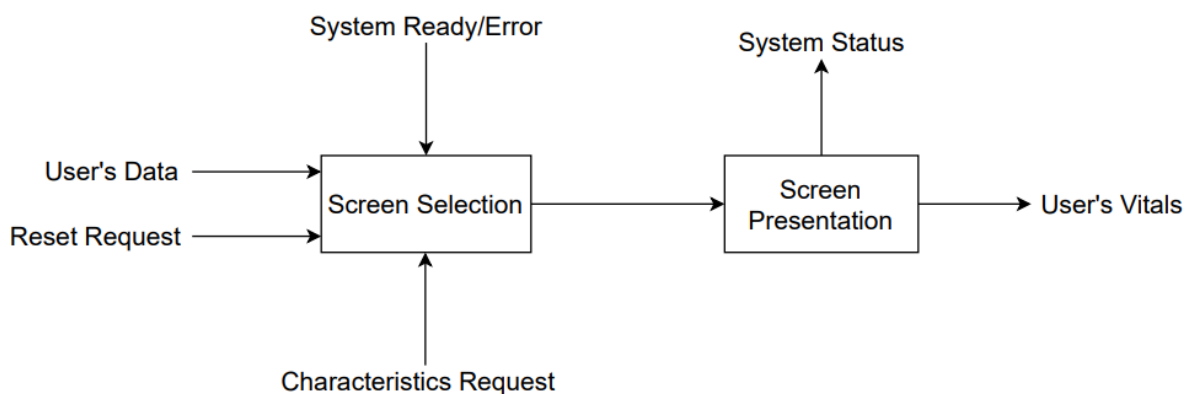 System Ready/Error
System Status
User's Data
Reset Request
Screen Selection
Screen
Presentation
User's Vitals
Characteristics Request